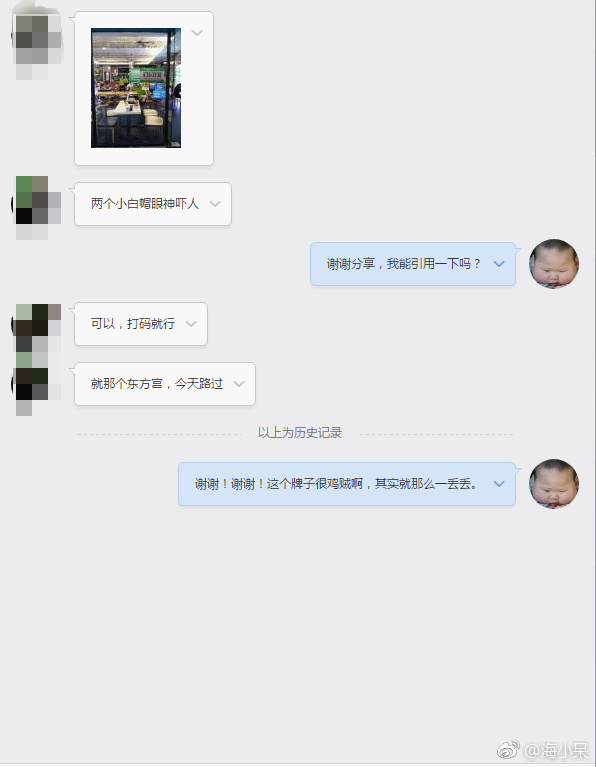 两个小白帽眼神吓人
谢谢分享，我能引用一下吗？
可以，打码就行
就那个东方宫，今天路过
以上为历史记录
谢谢！谢谢！这个牌子很鸡贼啊，其实就那么一丢丢。
@海小呆